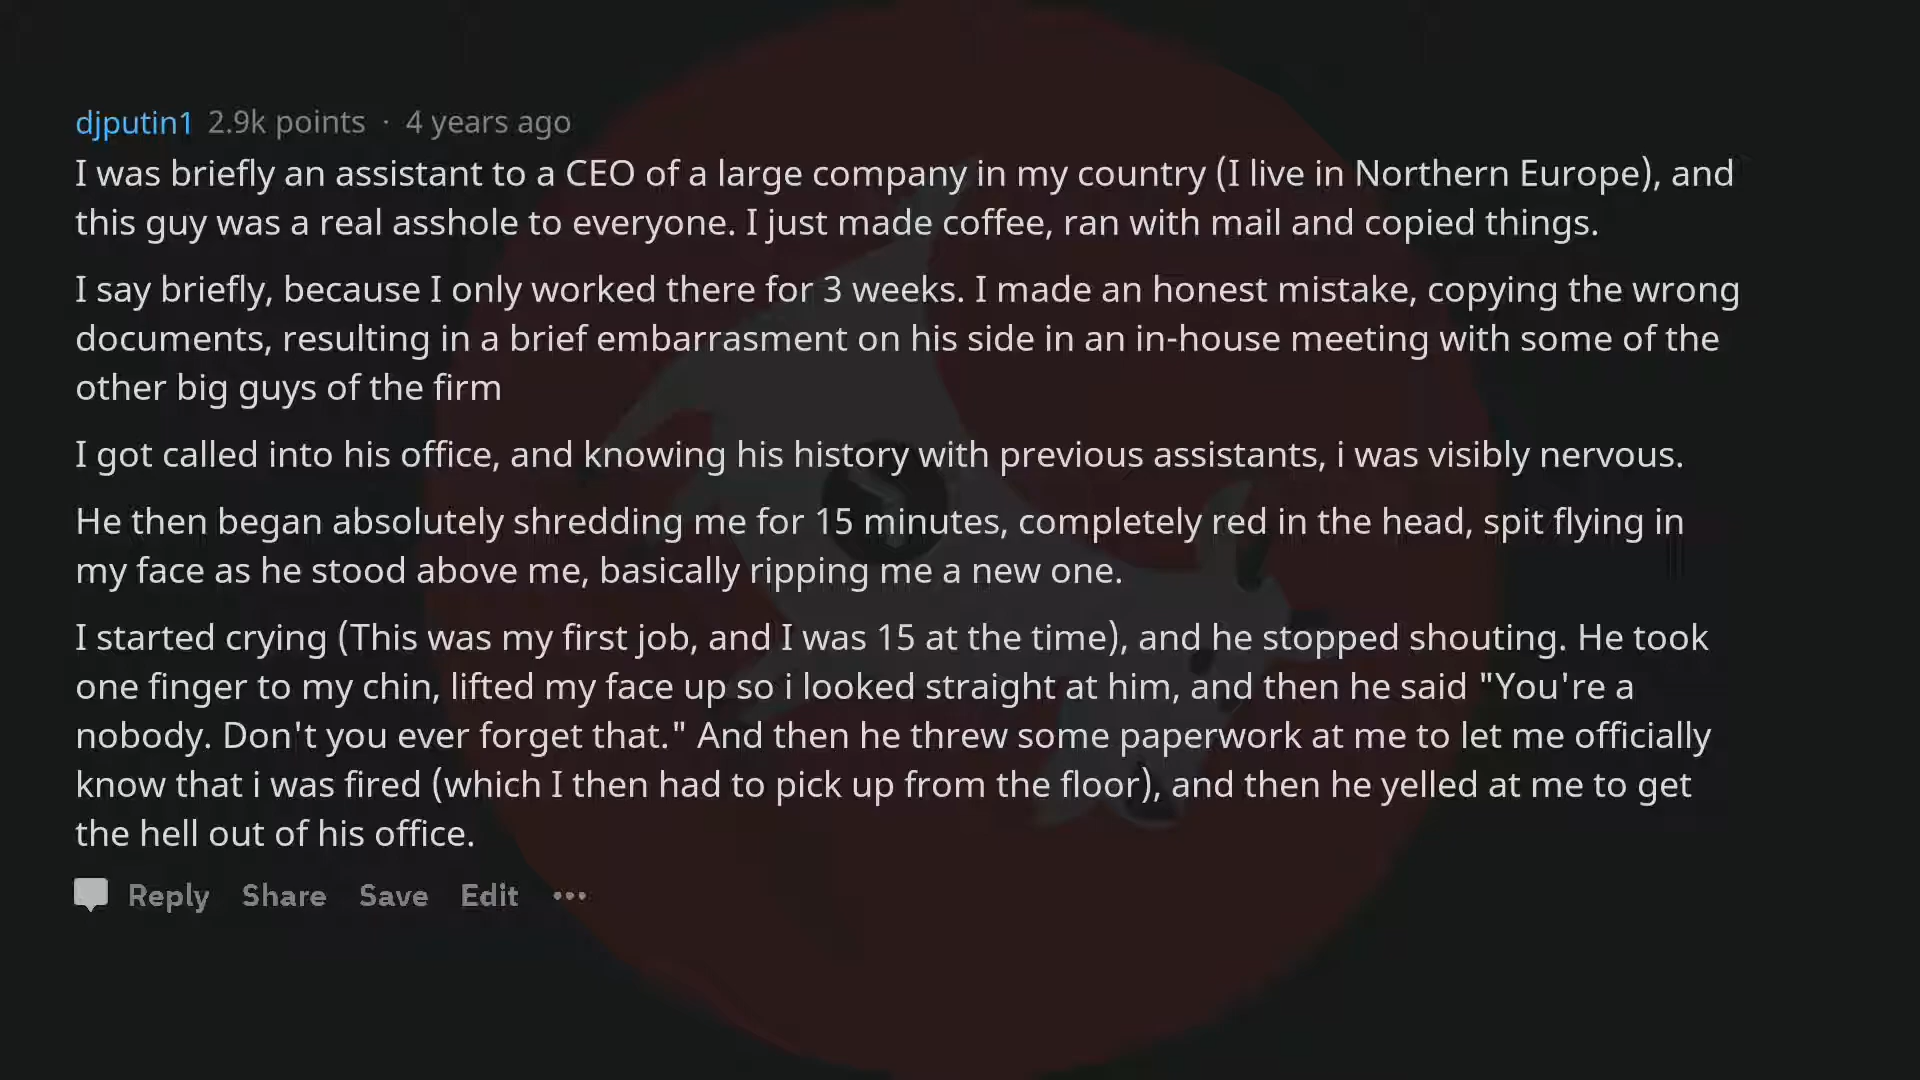 djputin1 2.9k points · 4 years ago
I was briefly an assistant to a CEO of a large company in my country (I live in Northern Europe), and
this guy was a real asshole to everyone. I just made coffee, ran with mail and copied things.
I say briefly, because I only worked there for 3 weeks. I made an honest mistake, copying the wrong
documents, resulting in a brief embarrasment on his side in an in-house meeting with some of the
other big guys of the firm
I got called into his office, and knowing his history with previous assistants, i was visibly nervous.
He then began absolutely shredding me for 15 minutes, completely red in the head, spit flying in
my face as he stood above me, basically ripping me a new one.
I started crying (This was my first job, and I was 15 at the time), and he stopped shouting. He took
one finger to my chin, lifted my face up so i looked straight at him, and then he said "You're a
nobody. Don't you ever forget that." And then he threw some paperwork at me to let me officially
know that i was fired (which I then had to pick up from the floor), and then he yelled at me to get
the hell out of his office.
Reply Share Save Edit •••